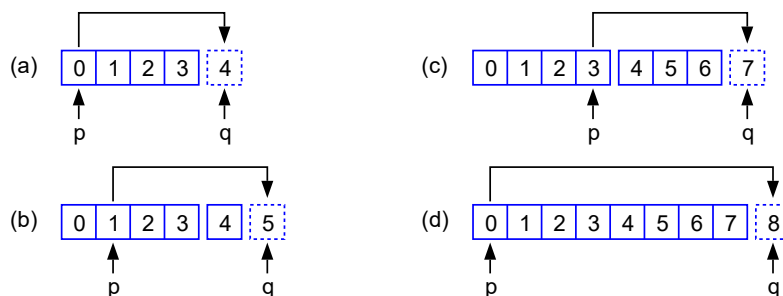 (a) 0 1 2 3 4
p q
(b) 0 1 2 3 4 5
p q
(c) 0 1 2 3 4 5 6 7
p q
(d) 0 1 2 3 4 5 6 7 8
p q